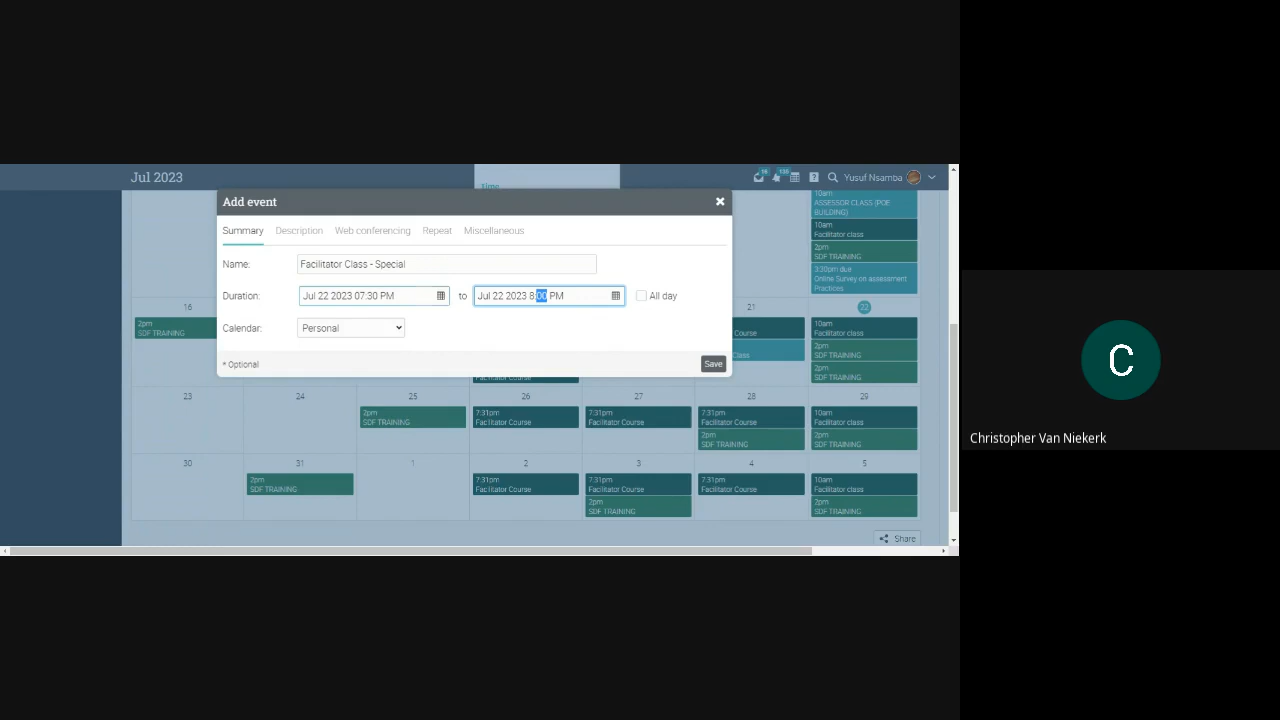 Jul 2023
Time
16
135
Yusuf Nsamba
Add event
Summary
Description
Web conferencing
Repeat
Miscellaneous
Name:
Facilitator Class - Special
Duration:
Jul 22 2023 07:30 PM
to
Jul 22 2023 8:00 PM
All day
Calendar:
Personal
* Optional
Save
10am
ASSESSOR CLASS (POE
BUILDING)
10am
Facilitator class
2pm
SDF TRAINING
3:20pm due
Online Survey on assessment
Practices
16
2pm
SDF TRAINING
Facilitator Course
21
Course
Class
22
10am
Facilitator class
2pm
SDF TRAINING
2pm
SDF TRAINING
23
24
25
2pm
SDF TRAINING
26
7:31pm
Facilitator Course
27
7:31pm
Facilitator Course
28
7:31pm
Facilitator Course
2pm
SDF TRAINING
29
10am
Facilitator class
2pm
SDF TRAINING
30
31
2pm
SDF TRAINING
1
2
7:31pm
Facilitator Course
3
7:31pm
Facilitator Course
2pm
SDF TRAINING
4
7:31pm
Facilitator Course
5
10am
Facilitator class
2pm
SDF TRAINING
Share
C
Christopher Van Niekerk